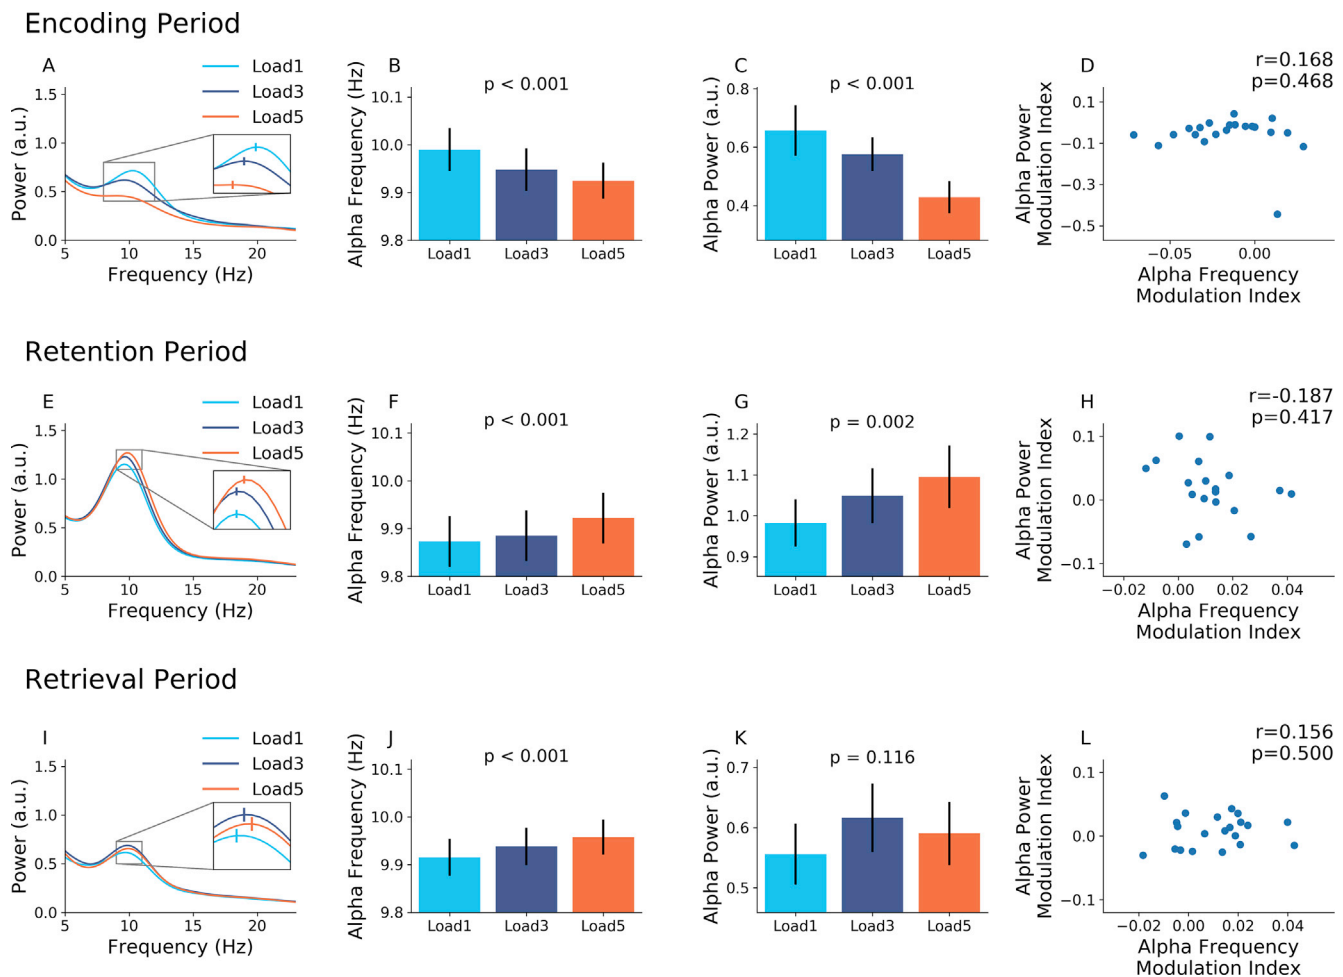 Encoding Period
A
Load1
Load3
Load5
1.5
1.0
0.5
0.0
5
10
15
20
Power (a.u.)
Frequency (Hz)
B
p < 0.001
10.1
10.0
9.9
9.8
Alpha Frequency (Hz)
Load1 Load3 Load5
C
p < 0.001
0.8
0.6
0.4
Alpha Power (a.u.)
Load1 Load3 Load5
D
r=0.168
p=0.468
0.1
−0.1
−0.3
−0.5
Alpha Power
Modulation Index
−0.05 0.00
Alpha Frequency
Modulation Index
Retention Period
E
Load1
Load3
Load5
1.5
1.0
0.5
0.0
5
10
15
20
Power (a.u.)
Frequency (Hz)
F
p < 0.001
10.1
10.0
9.9
9.8
Alpha Frequency (Hz)
Load1 Load3 Load5
G
p = 0.002
1.2
1.1
1.0
0.9
Alpha Power (a.u.)
Load1 Load3 Load5
H
r=-0.187
p=0.417
0.1
0.0
−0.1
Alpha Power
Modulation Index
−0.02 0.00 0.02 0.04
Alpha Frequency
Modulation Index
Retrieval Period
I
Load1
Load3
Load5
1.5
1.0
0.5
0.0
5
10
15
20
Power (a.u.)
Frequency (Hz)
J
p < 0.001
10.1
10.0
9.9
9.8
Alpha Frequency (Hz)
Load1 Load3 Load5
K
p = 0.116
0.7
0.6
0.5
Alpha Power (a.u.)
Load1 Load3 Load5
L
r=0.156
p=0.500
0.1
0.0
−0.1
Alpha Power
Modulation Index
−0.02 0.00 0.02 0.04
Alpha Frequency
Modulation Index